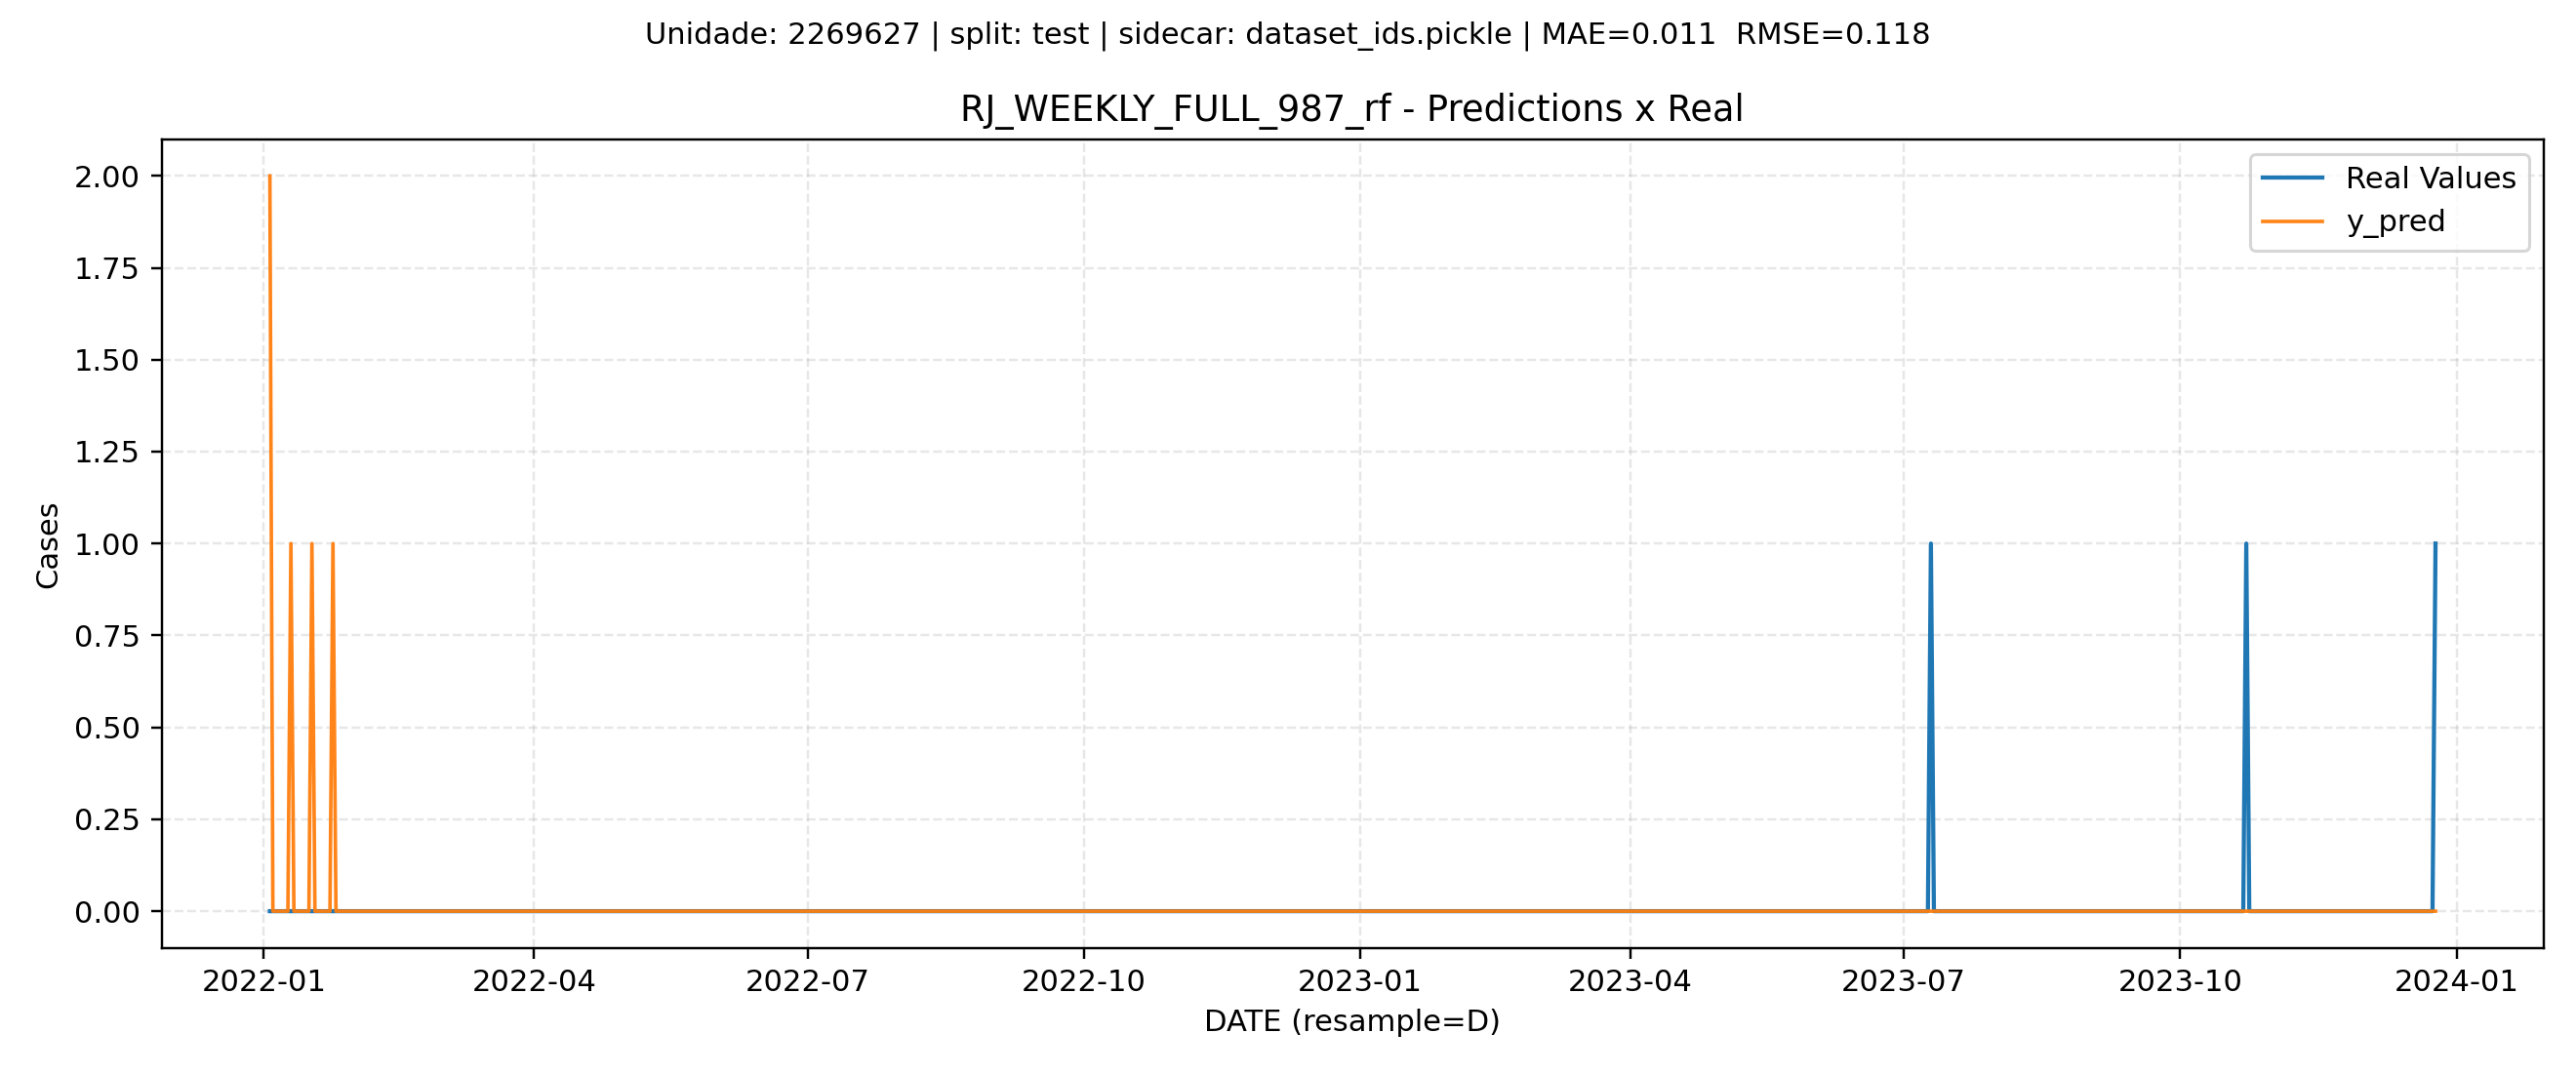 Unidade: 2269627 | split: test | sidecar: dataset_ids.pickle | MAE=0.011  RMSE=0.118
RJ_WEEKLY_FULL_987_rf - Predictions x Real
Real Values
y_pred
2.00
1.75
1.50
1.25
1.00
0.75
0.50
0.25
0.00
Cases
2022-01 2022-04 2022-07 2022-10 2023-01 2023-04 2023-07 2023-10 2024-01
DATE (resample=D)